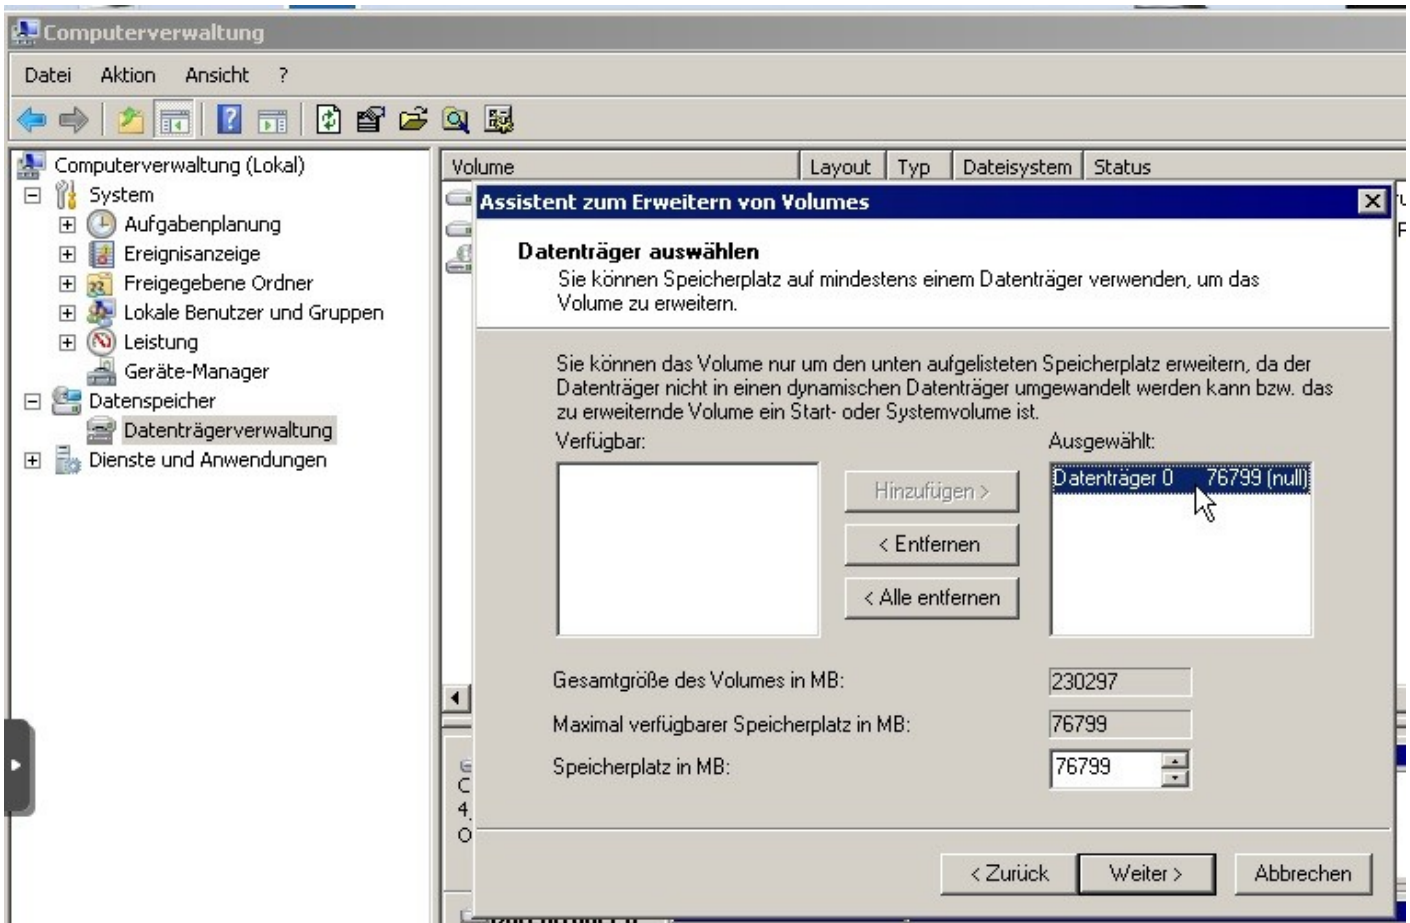 Computerverwaltung
Datei Aktion Ansicht ?
Computerverwaltung (Lokal)
System
Aufgabenplanung
Ereignisanzeige
Freigegebene Ordner
Lokale Benutzer und Gruppen
Leistung
Geräte-Manager
Datenspeicher
Datenträgerverwaltung
Dienste und Anwendungen
Volume Layout Typ Dateisystem Status
Assistent zum Erweitern von Volumes
Datenträger auswählen
Sie können Speicherplatz auf mindestens einem Datenträger verwenden, um das
Volume zu erweitern.
Sie können das Volume nur um den unten aufgelisteten Speicherplatz erweitern, da der
Datenträger nicht in einen dynamischen Datenträger umgewandelt werden kann bzw. das
zu erweiternde Volume ein Start- oder Systemvolume ist.
Verfügbar: Ausgewählt:
Datenträger 0 76799 (null)
Hinzufügen >
< Entfernen
< Alle entfernen
Gesamtgröße des Volumes in MB: 230297
Maximal verfügbarer Speicherplatz in MB: 76799
Speicherplatz in MB: 76799
< Zurück Weiter > Abbrechen